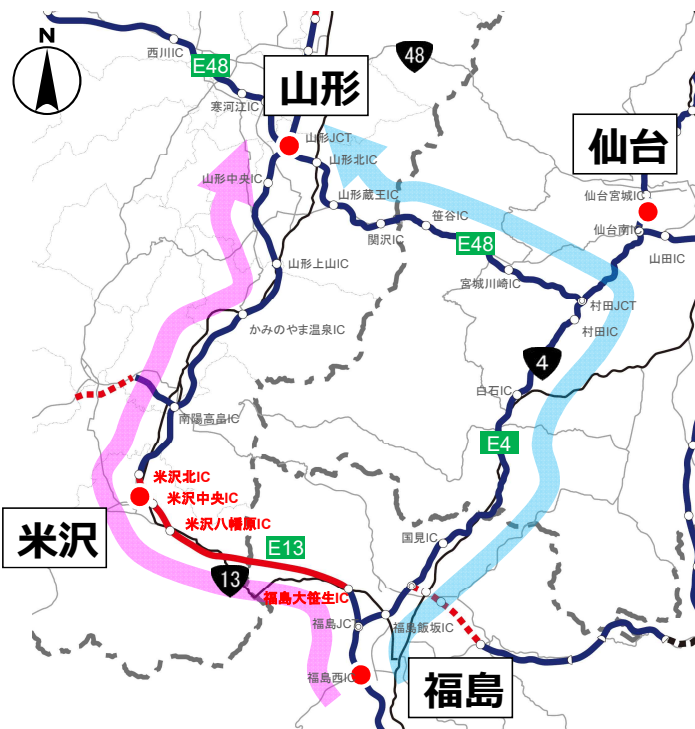 N
西川IC
E48
48
山形
寒河江IC
仙台
山形JCT
山形北IC
山形中央IC
仙台宮城IC
山形蔵王IC
笹谷IC
関沢IC
仙台南IC
E48
山田IC
山形上山IC
宮城川崎IC
村田JCT
村田IC
かみのやま温泉IC
4
白石IC
南陽高畠IC
E4
米沢北IC
米沢中央IC
米沢八幡原IC
米沢
E13
国見IC
13
福島大笹生IC
福島JCT
福島飯坂IC
福島西IC
福島